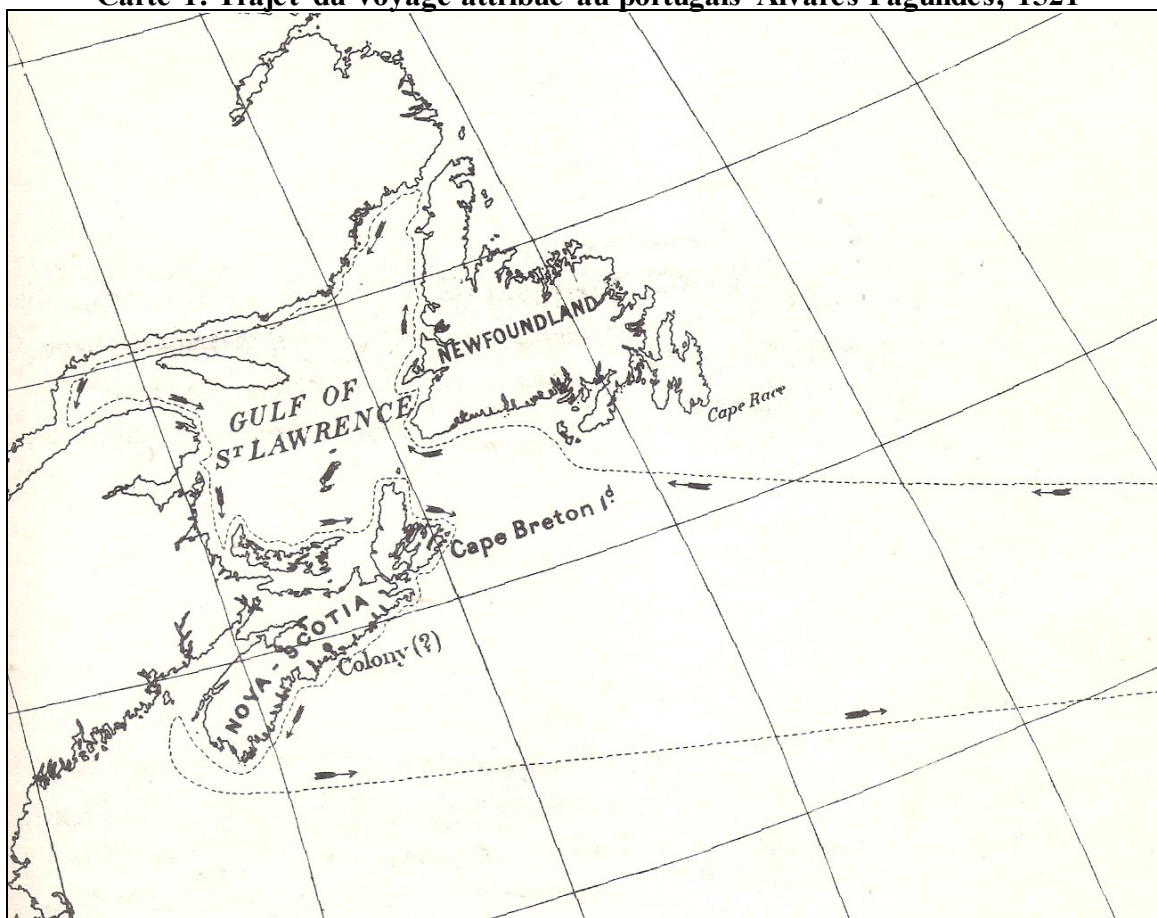 Carte 1: Trajet du voyage attribué au portugais Alvares Fagundes, 1521
NEWFOUNDLAND
Cape Race
GULF OF
ST LAWRENCE
Cape Breton Id
NOVA-SCOTIA
Colony (?)